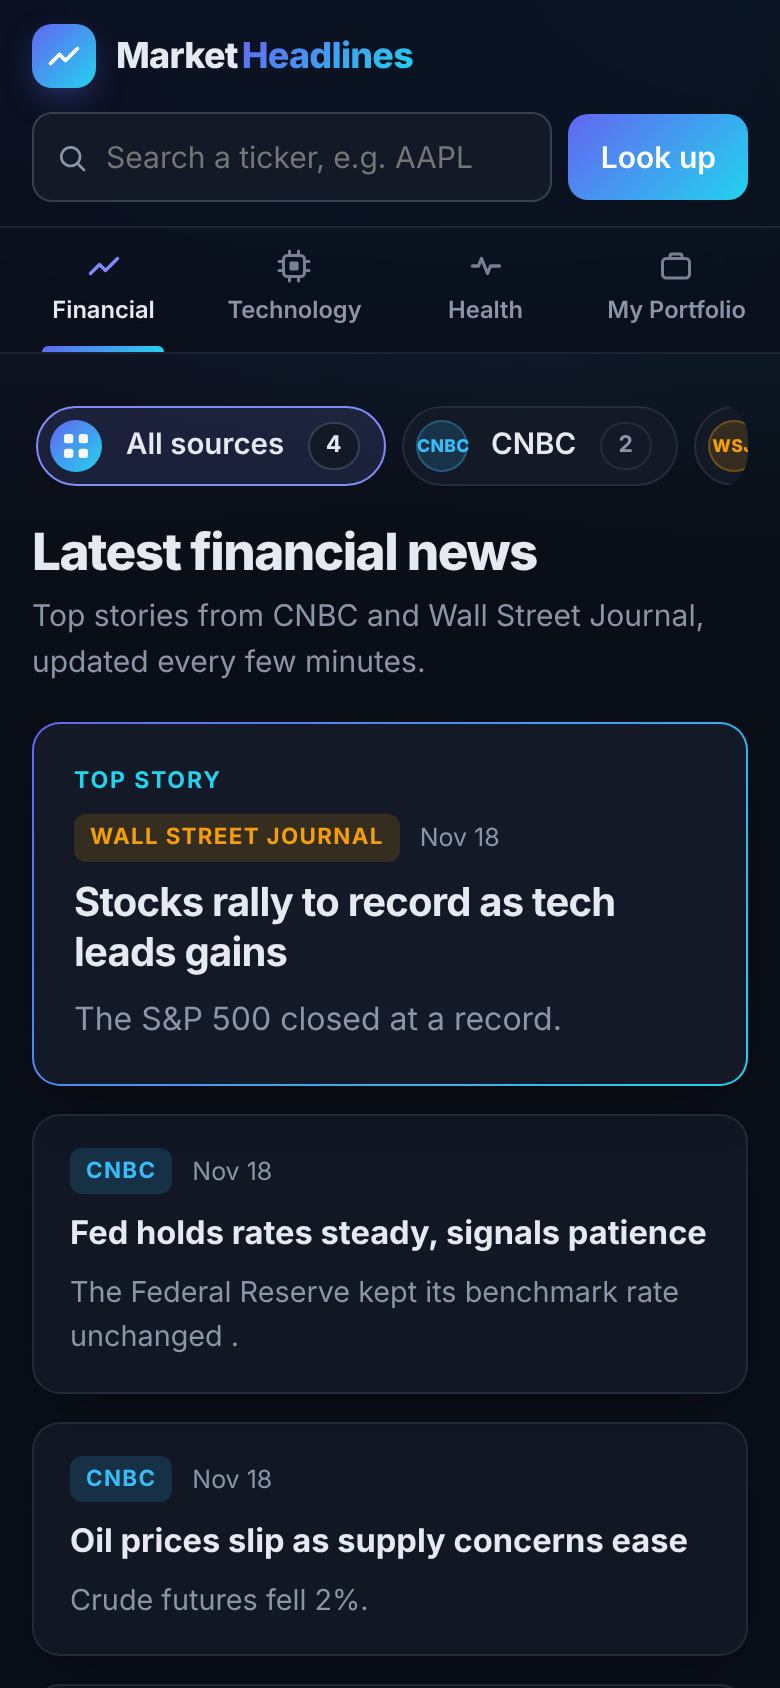 MarketHeadlines
Search a ticker, e.g. AAPL
Look up
Financial
Technology
Health
My Portfolio
All sources 4
CNBC CNBC 2
WSJ
Latest financial news
Top stories from CNBC and Wall Street Journal,
updated every few minutes.
TOP STORY
WALL STREET JOURNAL Nov 18
Stocks rally to record as tech
leads gains
The S&P 500 closed at a record.
CNBC Nov 18
Fed holds rates steady, signals patience
The Federal Reserve kept its benchmark rate
unchanged .
CNBC Nov 18
Oil prices slip as supply concerns ease
Crude futures fell 2%.